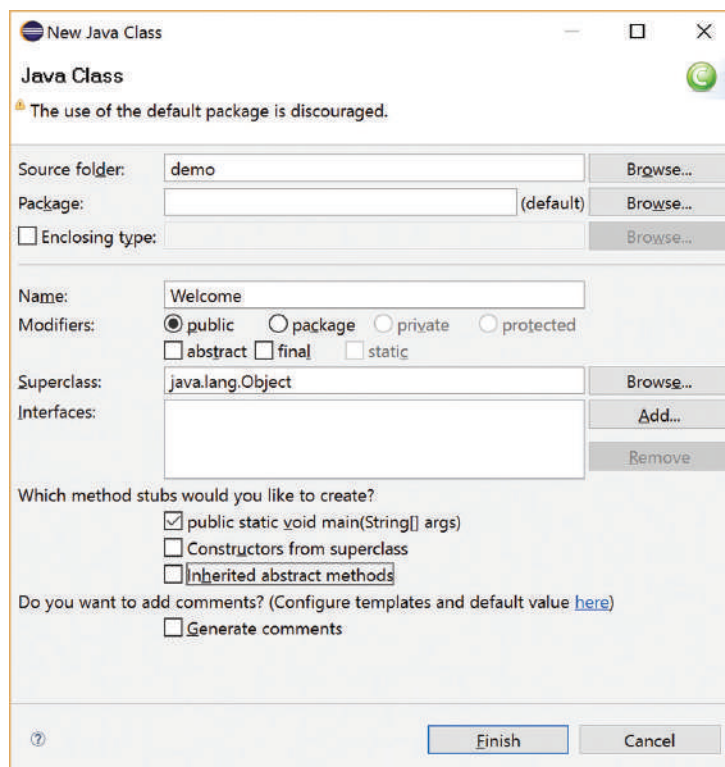 New Java Class
Java Class
The use of the default package is discouraged.
Source folder: demo Browse...
Package: (default) Browse...
Enclosing type: Browse...
Name: Welcome
Modifiers: public package private protected
abstract final static
Superclass: java.lang.Object Browse...
Interfaces: Add...
Remove
Which method stubs would you like to create?
public static void main(String[] args)
Constructors from superclass
Inherited abstract methods
Do you want to add comments? (Configure templates and default value here)
Generate comments
? Finish Cancel